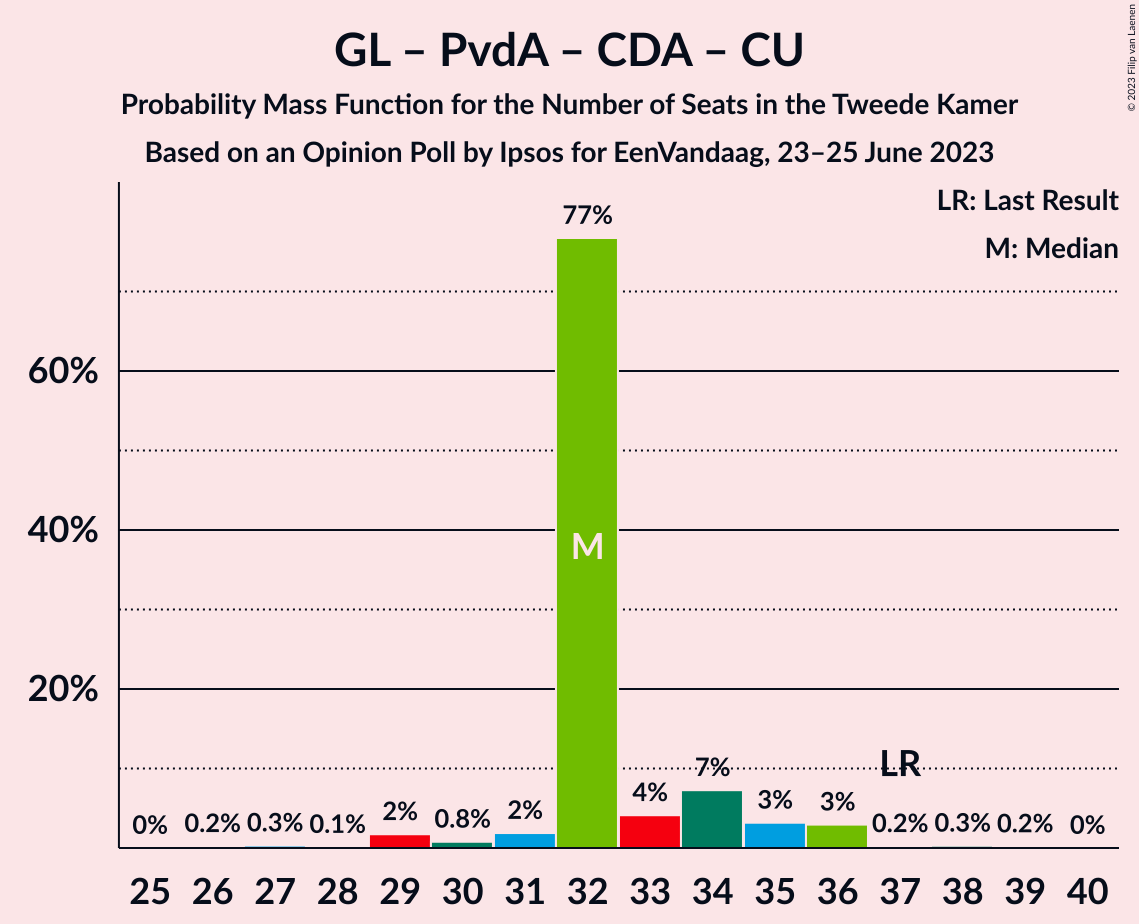 GL – PvdA – CDA – CU
Probability Mass Function for the Number of Seats in the Tweede Kamer
Based on an Opinion Poll by Ipsos for EenVandaag, 23–25 June 2023
© 2023 Filip van Laenen
LR: Last Result
M: Median
77%
60%
40%
M
20%
LR
7%
4%
3%
3%
2%
2%
0.8%
0%
0.2%
0.3%
0.1%
0.2%
0.3%
0.2%
0%
25 26 27 28 29 30 31 32 33 34 35 36 37 38 39 40